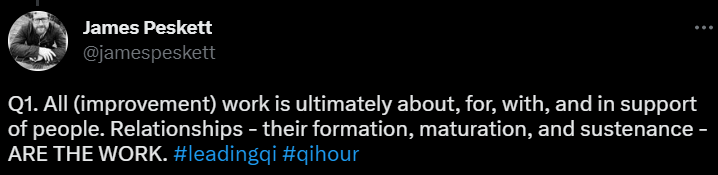 James Peskett
@jamespeskett
Q1. All (improvement) work is ultimately about, for, with, and in support
of people. Relationships - their formation, maturation, and sustenance -
ARE THE WORK. #leadingqi #qihour